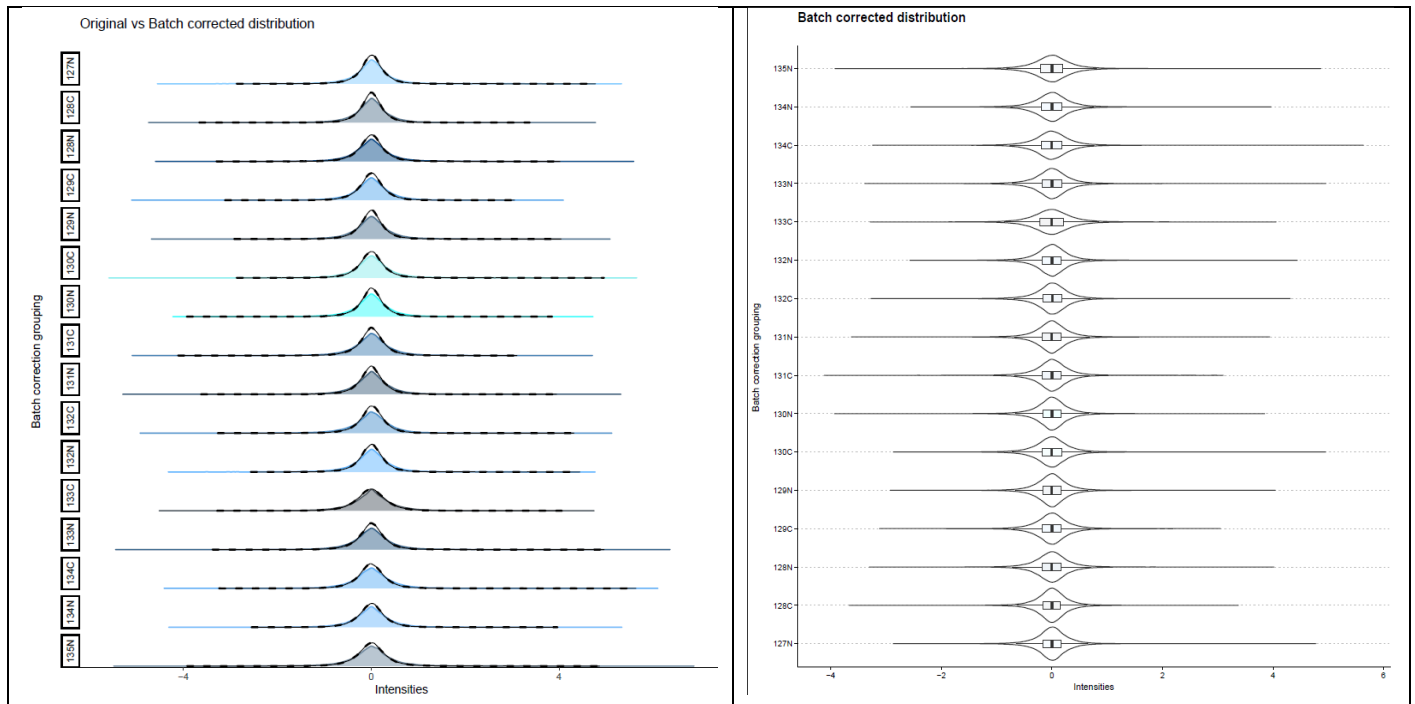 Original vs Batch corrected distribution
Batch correction grouping
127N
128C
128N
129C
129N
130C
130N
131C
131N
132C
132N
133C
133N
134C
134N
135N
−4 0 4
Intensities
Batch corrected distribution
Batch correction grouping
135N
134N
134C
133N
133C
132N
132C
131N
131C
130N
130C
129N
129C
128N
128C
127N
−4 −2 0 2 4 6
Intensities